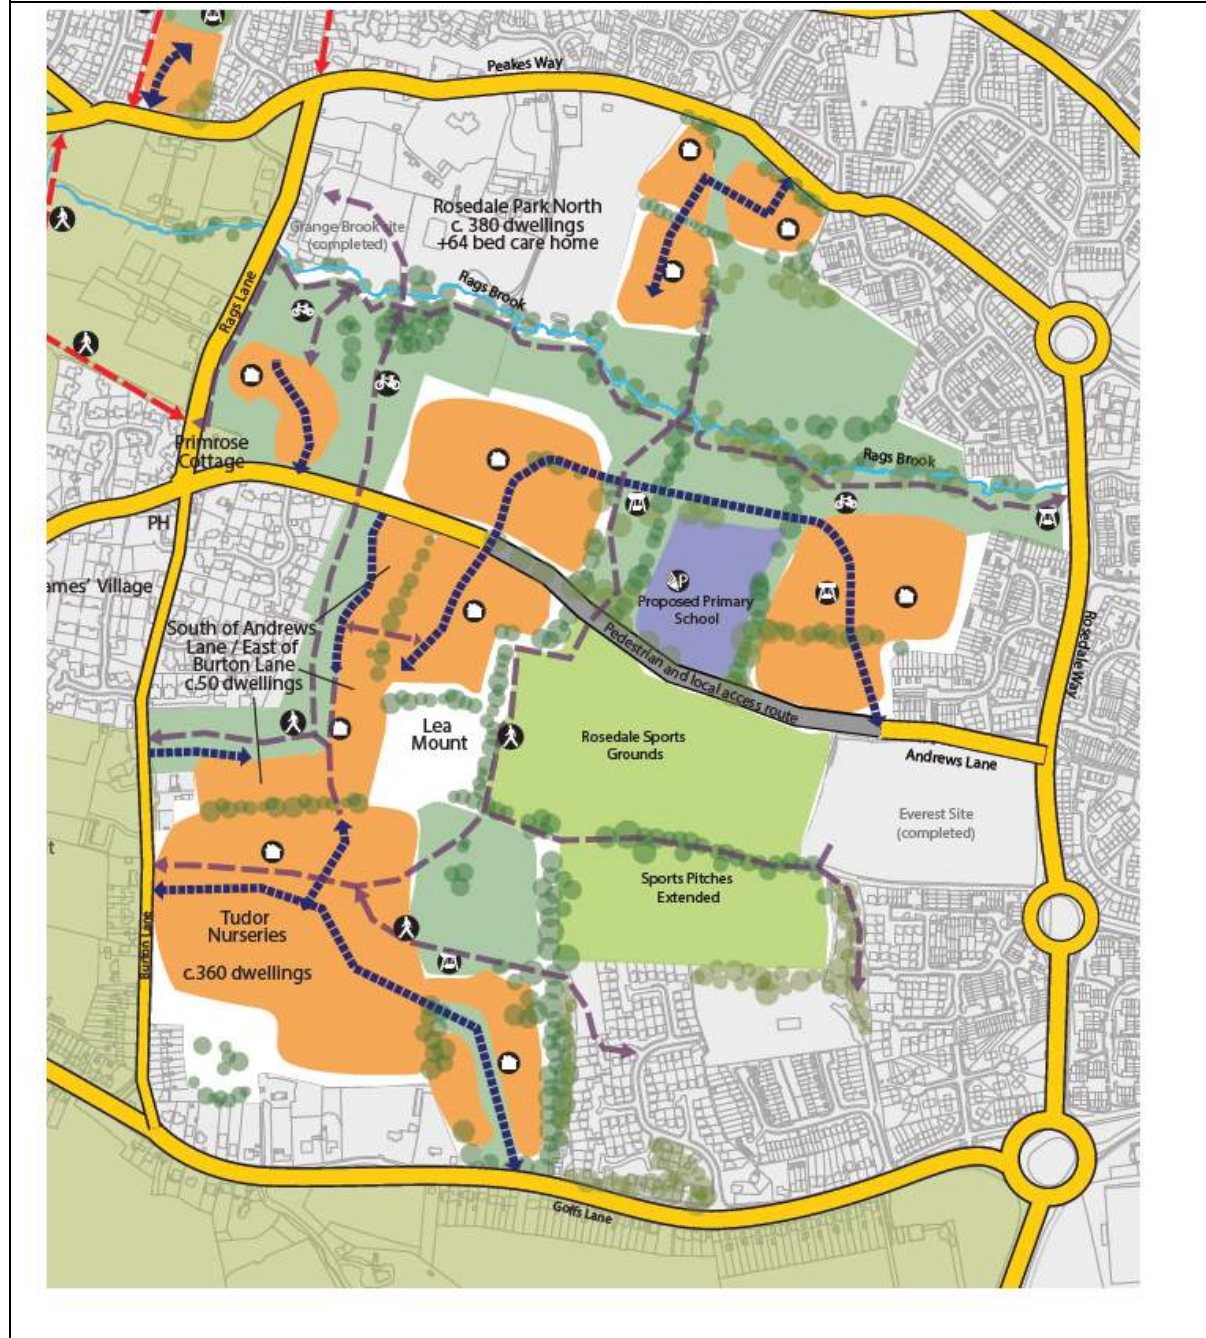 Peakes Way
Rosedale Park North
c. 380 dwellings
+64 bed care home
Grange Brook site
(completed)
Rags Brook
Rags Lane
Primrose
Cottage
Rags Brook
PH
ames' Village
South of Andrews
Lane / East of
Burton Lane
c.50 dwellings
P
Proposed Primary
School
Pedestrian and local access route
Rosedale Way
Lea
Mount
Rosedale Sports
Grounds
Andrews Lane
Everest Site
(completed)
t
Sports Pitches
Extended
Tudor
Nurseries
c.360 dwellings
Burton Lane
Goffs Lane